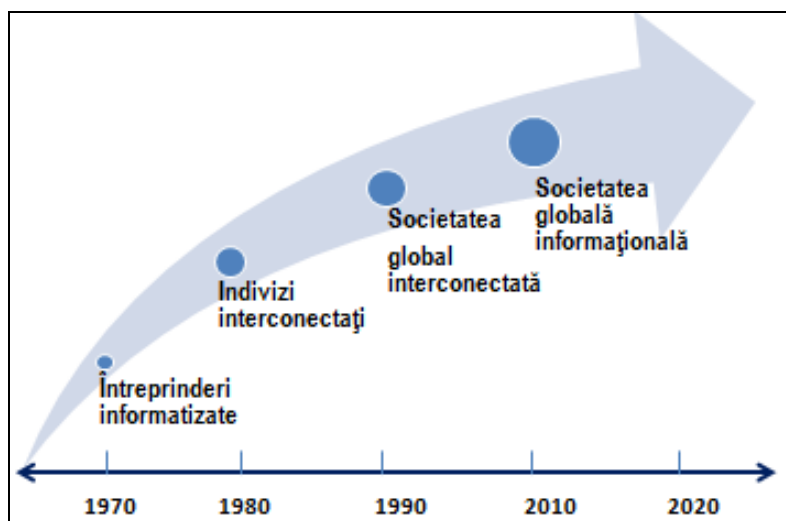 Întreprinderi
informatizate
Indivizi
interconectaţi
Societatea
global
interconectată
Societatea
globală
informaţională
1970 1980 1990 2010 2020